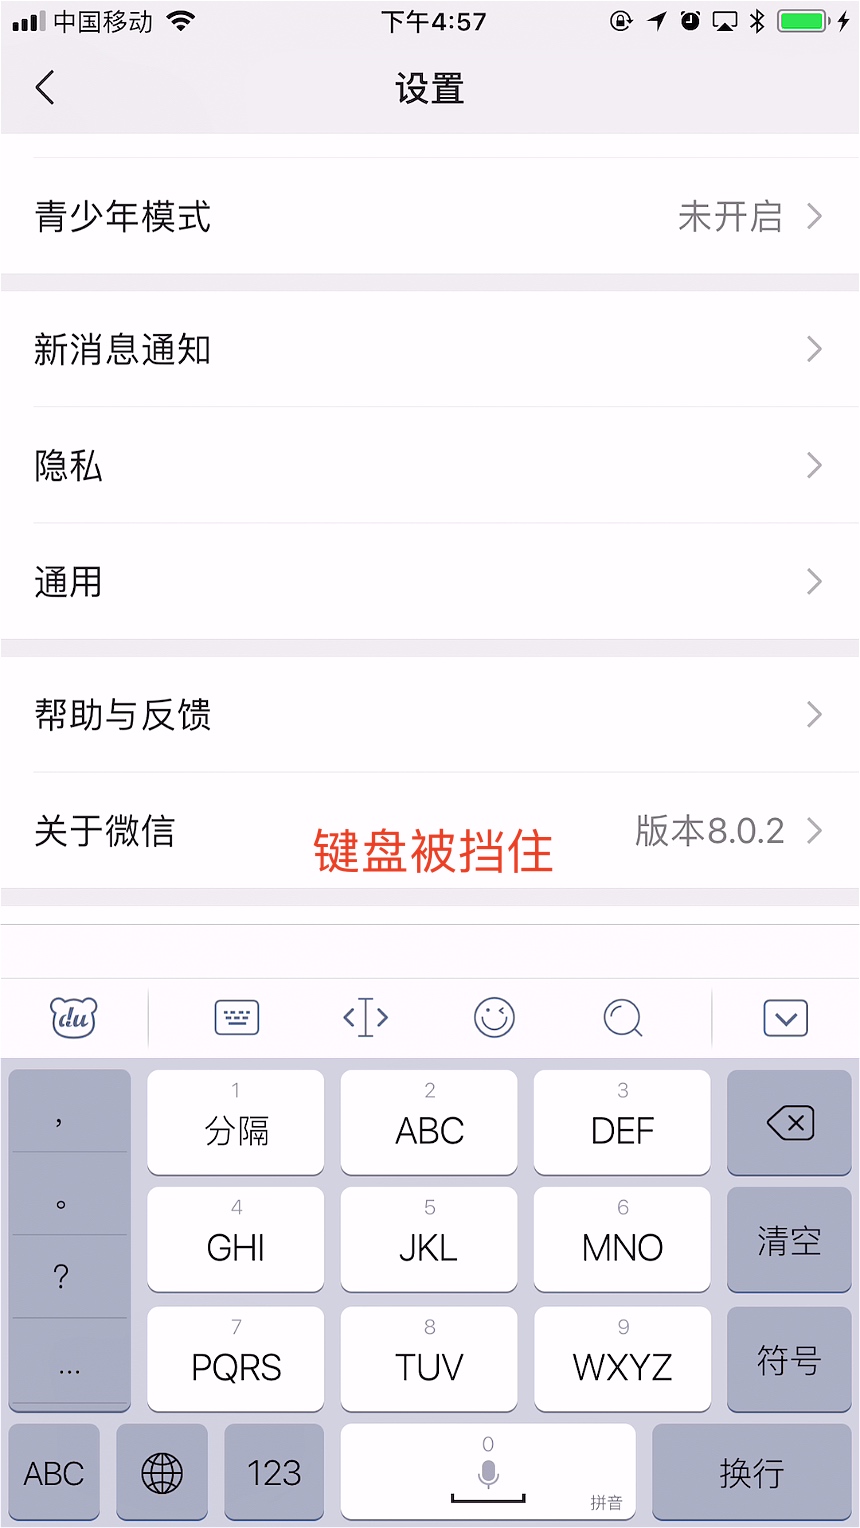 中国移动 下午4:57
设置
青少年模式 未开启
新消息通知
隐私
通用
帮助与反馈
关于微信 版本8.0.2
键盘被挡住
du
, 1 2 3
分隔 ABC DEF
。 4 5 6
GHI JKL MNO 清空
?
7 8 9
... PQRS TUV WXYZ 符号
ABC 123 0 拼音 换行